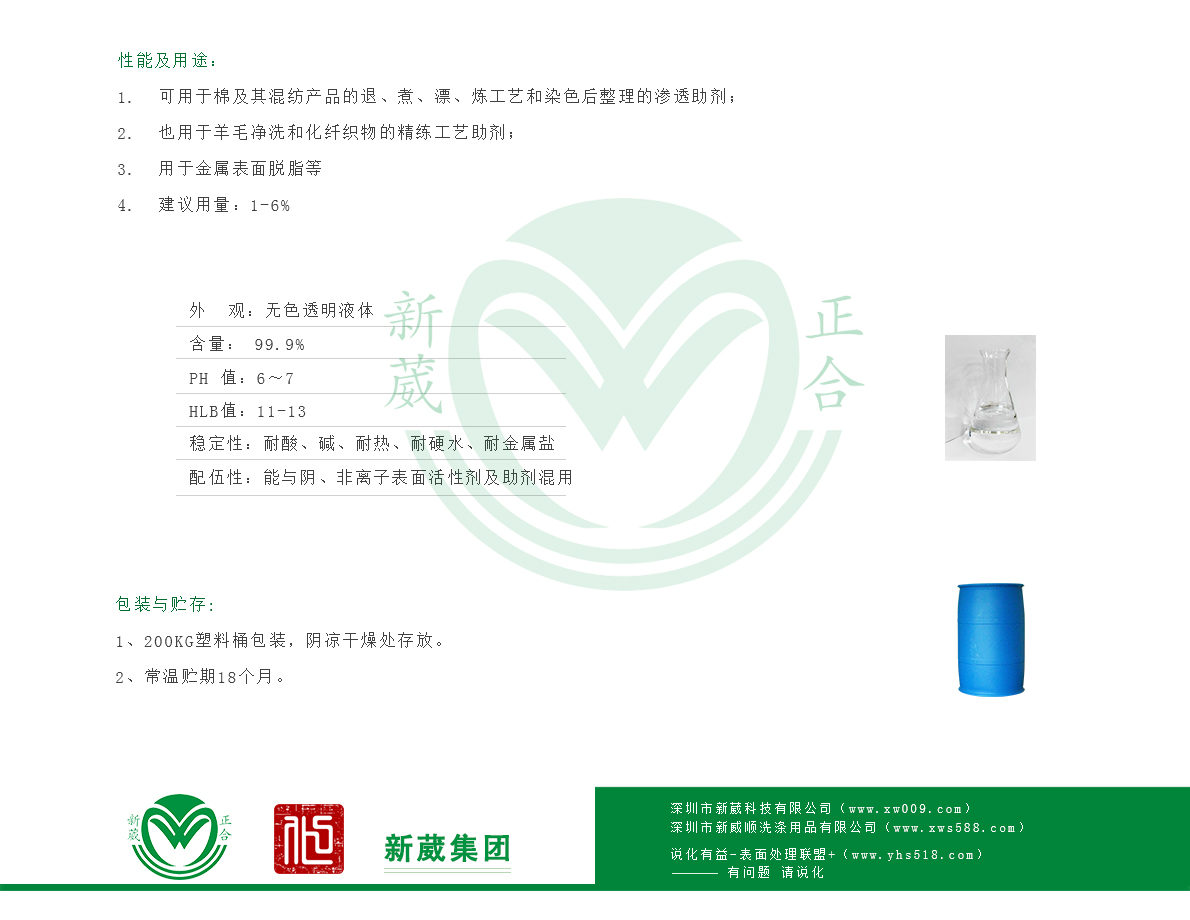 性能及用途：
1. 可用于棉及其混纺产品的退、煮、漂、炼工艺和染色后整理的渗透助剂；
2. 也用于羊毛净洗和化纤织物的精练工艺助剂；
3. 用于金属表面脱脂等
4. 建议用量：1-6%
新葳
正合
外 观：无色透明液体
含量： 99.9%
PH 值：6～7
HLB值：11-13
稳定性：耐酸、碱、耐热、耐硬水、耐金属盐
配伍性：能与阴、非离子表面活性剂及助剂混用
包装与贮存:
1、200KG塑料桶包装，阴凉干燥处存放。
2、常温贮期18个月。
新葳
正合
新葳集团
深圳市新葳科技有限公司（www.xw009.com）
深圳市新威顺洗涤用品有限公司（www.xws588.com）
说化有益-表面处理联盟+（www.yhs518.com）
—— 有问题 请说化